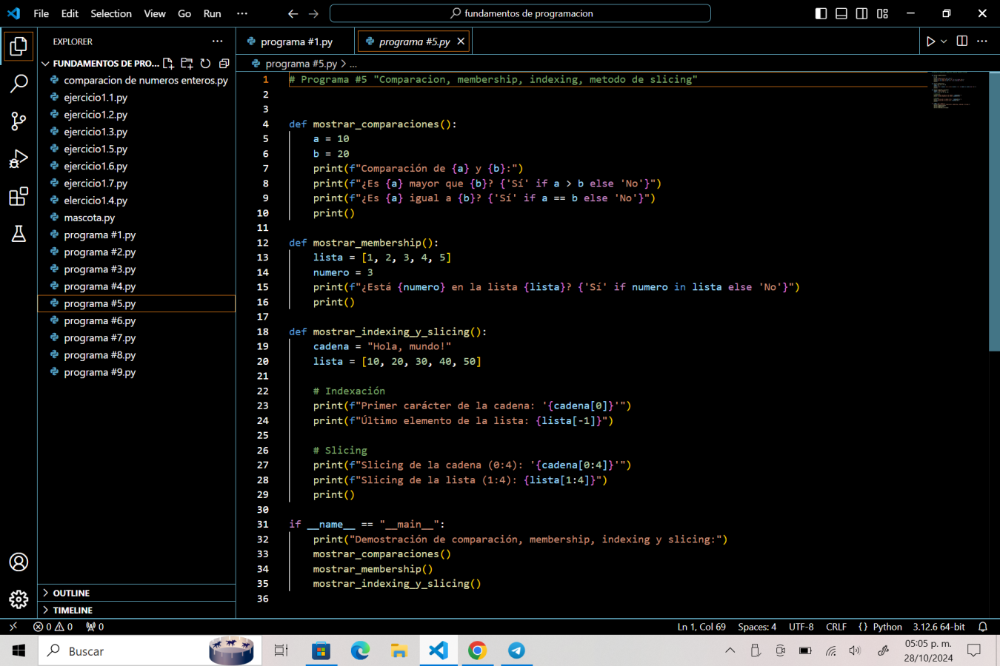 File Edit Selection View Go Run ··· fundamentos de programacion
EXPLORER ···
FUNDAMENTOS DE PRO...
comparacion de numeros enteros.py
ejercicio1.1.py
ejercicio1.2.py
ejercicio1.3.py
ejercicio1.5.py
ejercicio1.6.py
ejercicio1.7.py
elercicio1.4.py
mascota.py
programa #1.py
programa #2.py
programa #3.py
programa #4.py
programa #5.py
programa #6.py
programa #7.py
programa #8.py
programa #9.py
OUTLINE
TIMELINE
programa #1.py programa #5.py
programa #5.py > ...
1 # Programa #5 "Comparacion, membership, indexing, metodo de slicing"
2
3
4 def mostrar_comparaciones():
5     a = 10
6     b = 20
7     print(f"Comparación de {a} y {b}:")
8     print(f"¿Es {a} mayor que {b}? {'Sí' if a > b else 'No'}")
9     print(f"¿Es {a} igual a {b}? {'Sí' if a == b else 'No'}")
10     print()
11
12 def mostrar_membership():
13     lista = [1, 2, 3, 4, 5]
14     numero = 3
15     print(f"¿Está {numero} en la lista {lista}? {'Sí' if numero in lista else 'No'}")
16     print()
17
18 def mostrar_indexing_y_slicing():
19     cadena = "Hola, mundo!"
20     lista = [10, 20, 30, 40, 50]
21
22     # Indexación
23     print(f"Primer carácter de la cadena: '{cadena[0]}'")
24     print(f"Último elemento de la lista: {lista[-1]}")
25
26     # Slicing
27     print(f"Slicing de la cadena (0:4): '{cadena[0:4]}'")
28     print(f"Slicing de la lista (1:4): {lista[1:4]}")
29     print()
30
31 if __name__ == "__main__":
32     print("Demostración de comparación, membership, indexing y slicing:")
33     mostrar_comparaciones()
34     mostrar_membership()
35     mostrar_indexing_y_slicing()
36
0 0 0 Ln 1, Col 69 Spaces: 4 UTF-8 CRLF {} Python 3.12.6 64-bit
Buscar
05:05 p. m.
28/10/2024